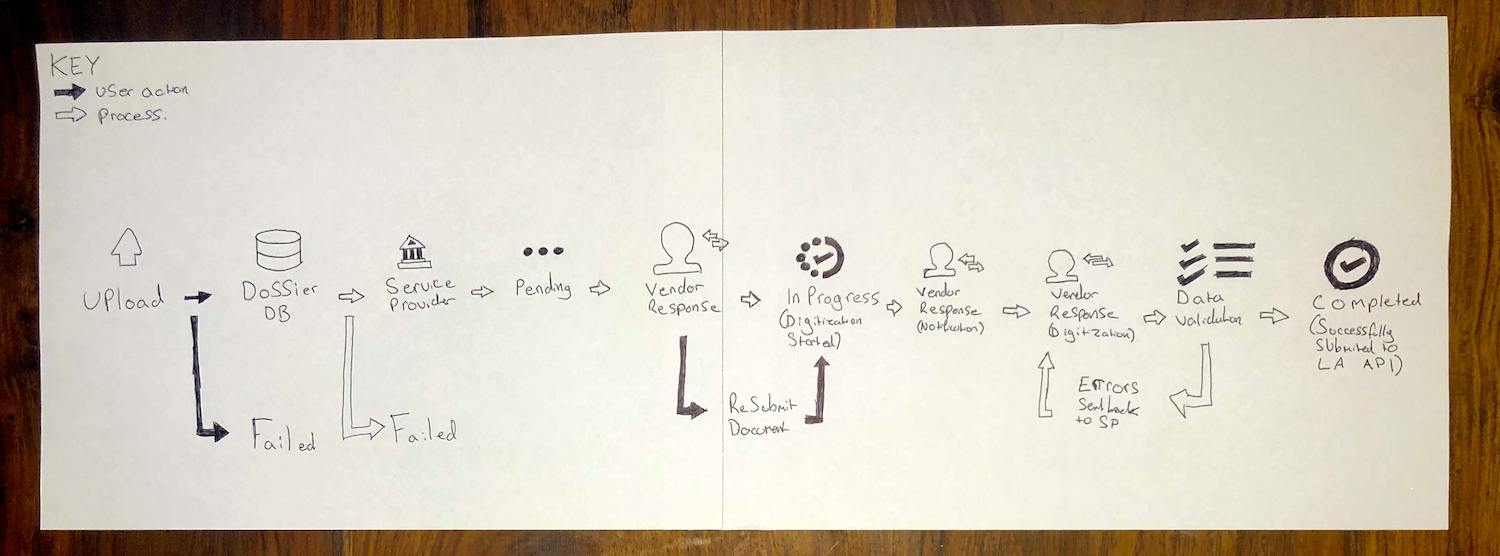 KEY
User action
Process.
Upload
Dossier
DB
Service
Provider
Pending
Vendor
Response
In Progress
(Digitization
Started)
Vendor
Response
(Notification)
Vendor
Response
(Digitization)
Data
Validation
Completed
(Successfully
Submitted to
LA API)
Failed
Failed
ReSubmit
Document
Errors
Sent back
to SP